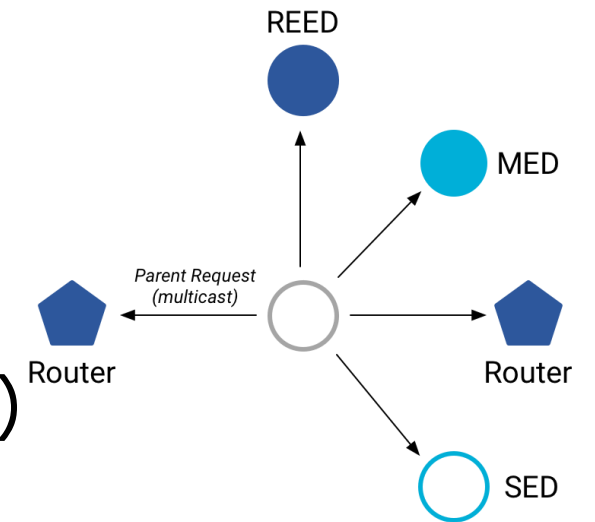 REED
MED
Parent Request
(multicast)
Router
Router
)
SED